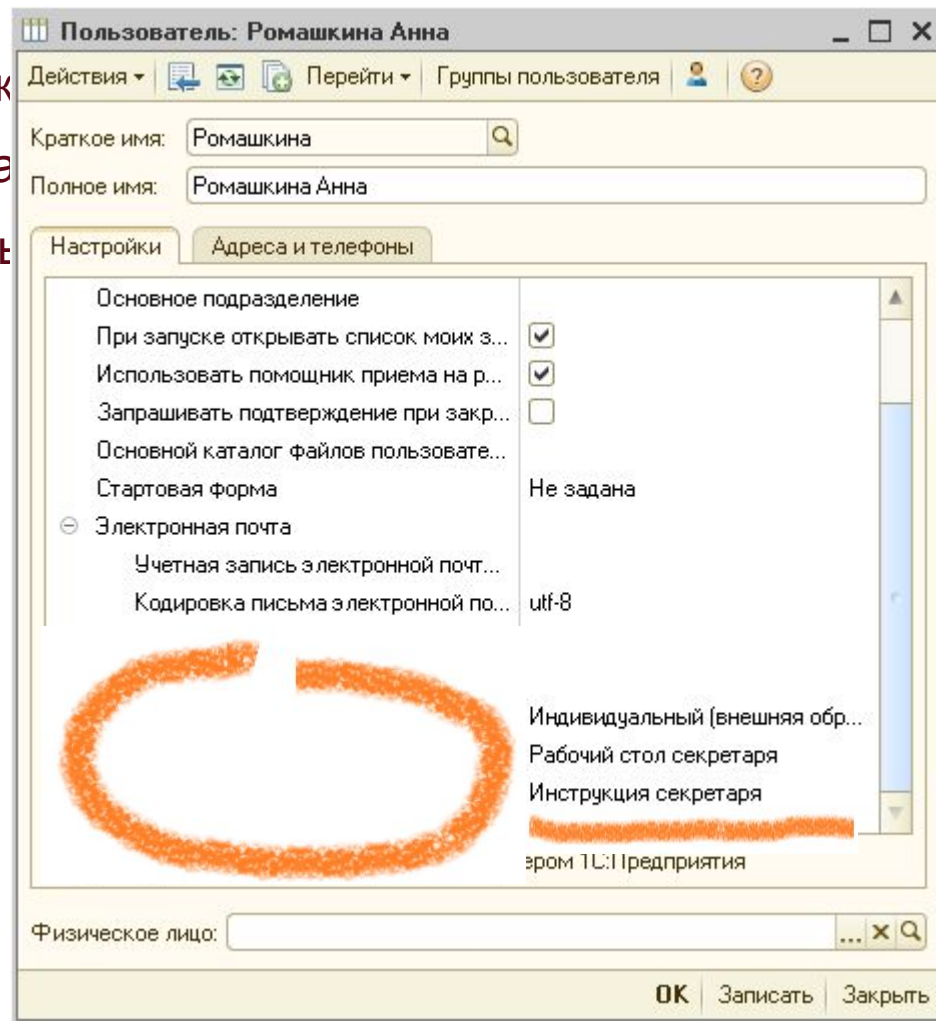 Пользователь: Ромашкина Анна
Действия Перейти Группы пользователя
Краткое имя: Ромашкина
Полное имя: Ромашкина Анна
Настройки Адреса и телефоны
Основное подразделение
При запуске открывать список моих з...
Использовать помощник приема на р...
Запрашивать подтверждение при закр...
Основной каталог файлов пользовате...
Стартовая форма Не задана
Электронная почта
Учетная запись электронной почт...
Кодировка письма электронной по... utf-8
Индивидуальный (внешняя обр...
Рабочий стол секретаря
Инструкция секретаря
ером 1С:Предприятия
Физическое лицо: ...
OK Записать Закрыть